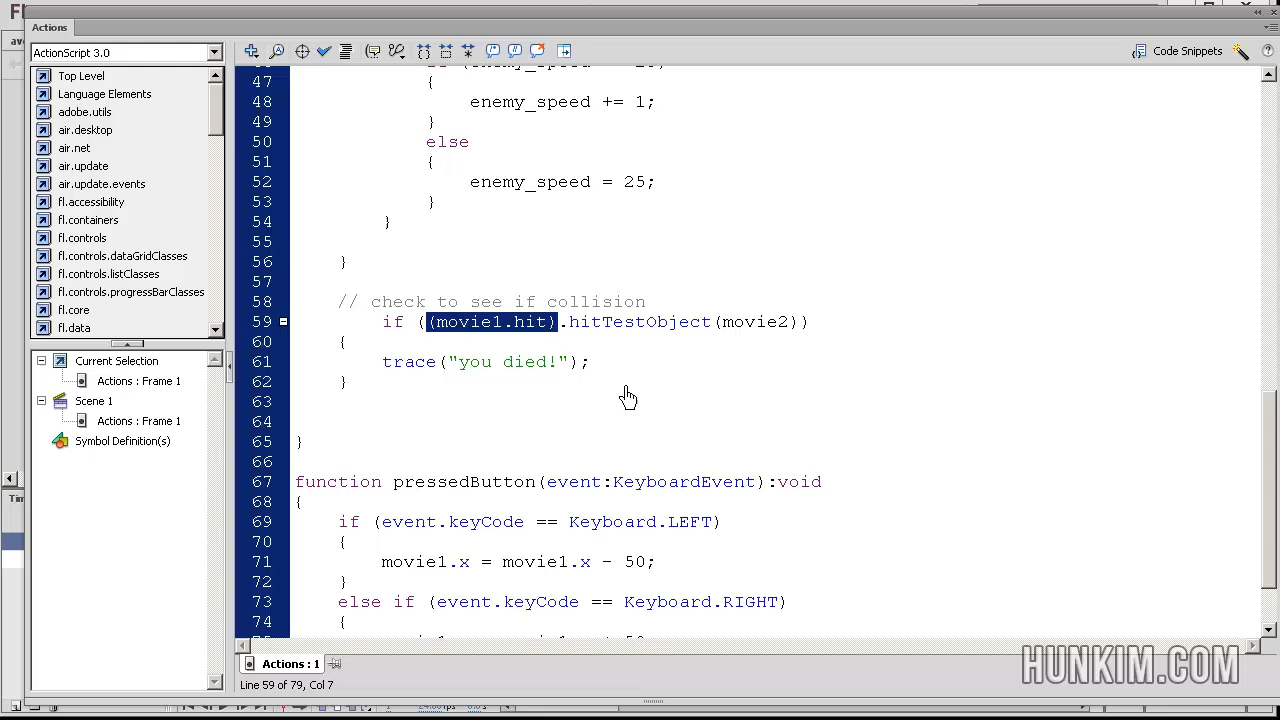 Fl
Actions
ave
ActionScript 3.0
Code Snippets
Top Level
Language Elements
adobe.utils
air.desktop
air.net
air.update
air.update.events
fl.accessibility
fl.containers
fl.controls
fl.controls.dataGridClasses
fl.controls.listClasses
fl.controls.progressBarClasses
fl.core
fl.data
Current Selection
Actions : Frame 1
Scene 1
Actions : Frame 1
Symbol Definition(s)
Tim
47 {
48 enemy_speed += 1;
49 }
50 else
51 {
52 enemy_speed = 25;
53 }
54 }
55
56 }
57
58 // check to see if collision
59 if ((movie1.hit).hitTestObject(movie2))
60 {
61 trace("you died!");
62 }
63
64
65 }
66
67 function pressedButton(event:KeyboardEvent):void
68 {
69 if (event.keyCode == Keyboard.LEFT)
70 {
71 movie1.x = movie1.x - 50;
72 }
73 else if (event.keyCode == Keyboard.RIGHT)
74 {
Actions : 1
Line 59 of 79, Col 7
HUNKIM.COM